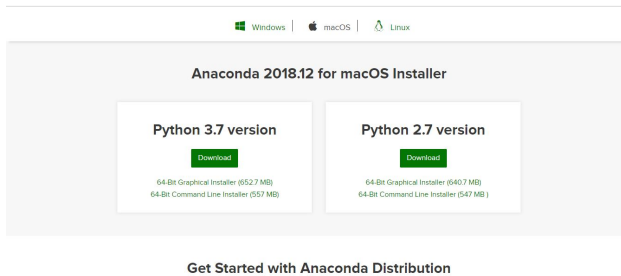 Windows | macOS | Linux
Anaconda 2018.12 for macOS Installer
Python 3.7 version
Download
64-Bit Graphical Installer (652.7 MB)
64-Bit Command Line Installer (557 MB)
Python 2.7 version
Download
64-Bit Graphical Installer (640.7 MB)
64-Bit Command Line Installer (547 MB )
Get Started with Anaconda Distribution